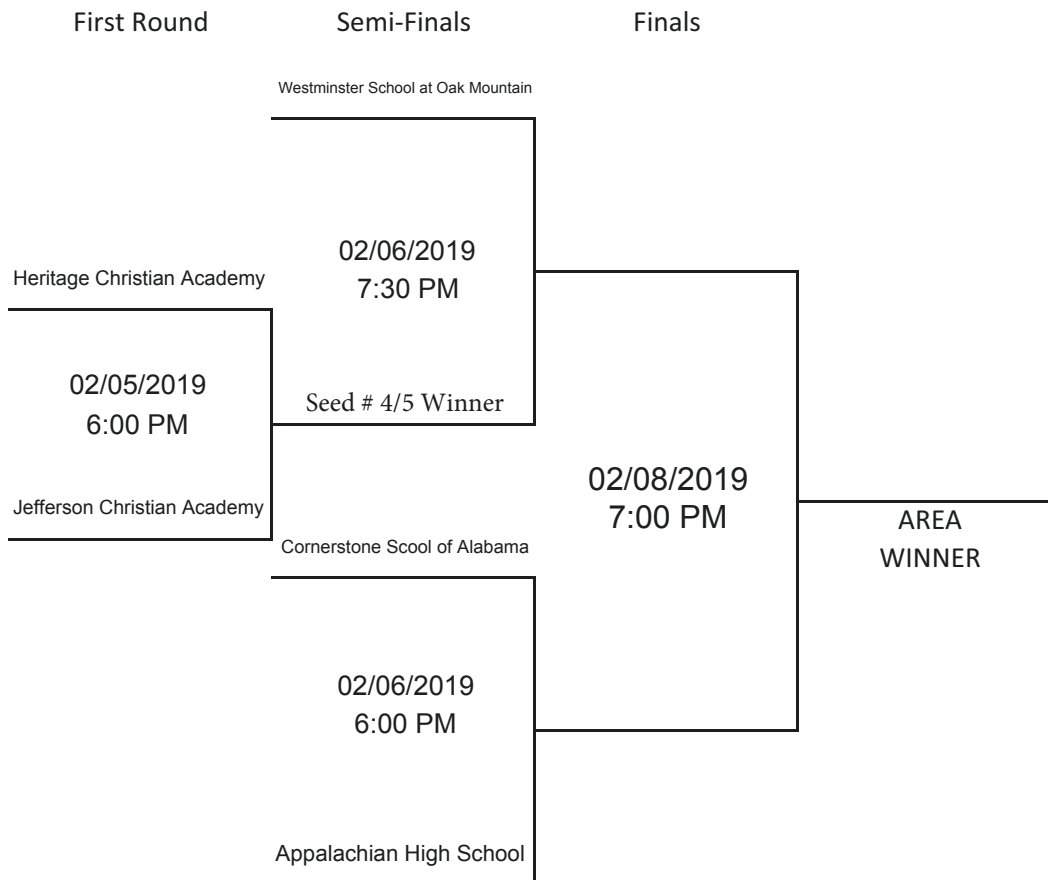 First Round
Semi-Finals
Finals
Westminster School at Oak Mountain
02/06/2019
7:30 PM
Heritage Christian Academy
02/05/2019
6:00 PM
Seed # 4/5 Winner
Jefferson Christian Academy
02/08/2019
7:00 PM
AREA
WINNER
Cornerstone Scool of Alabama
02/06/2019
6:00 PM
Appalachian High School